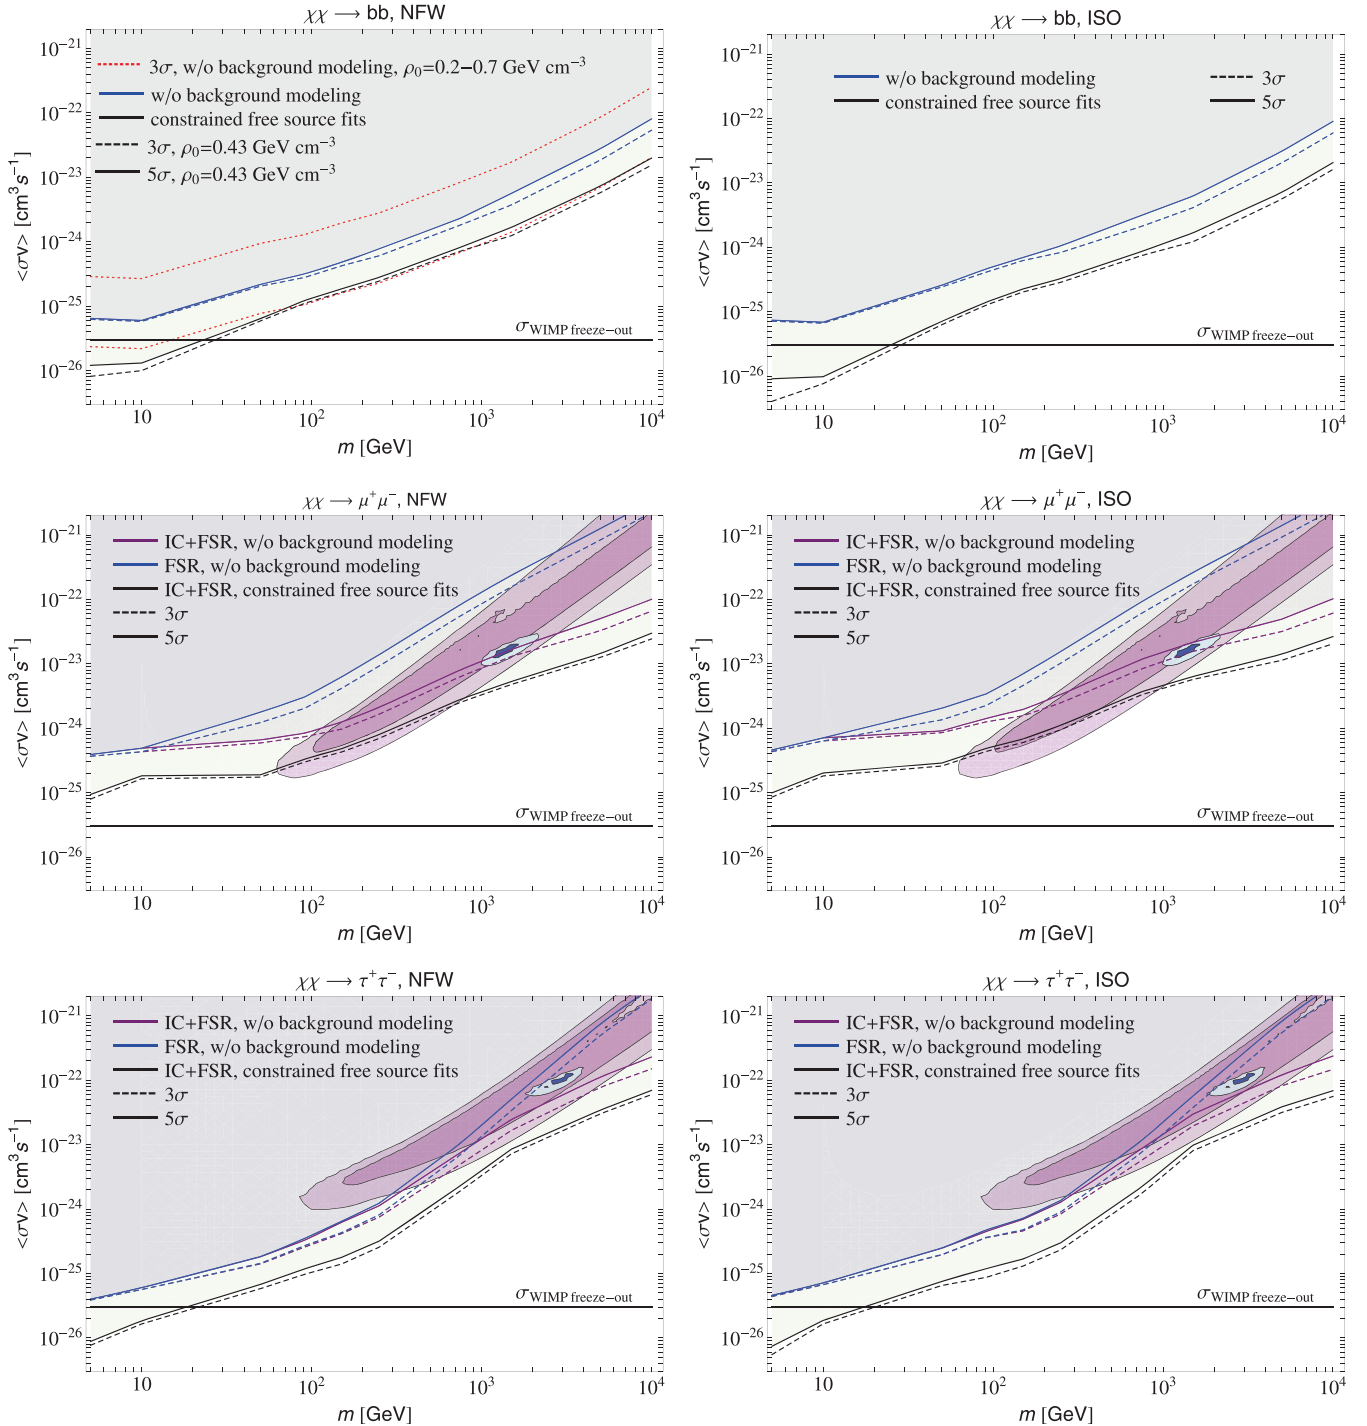 χχ → bb, NFW
3σ, w/o background modeling, ρ₀=0.2−0.7 GeV cm⁻³
w/o background modeling
constrained free source fits
3σ, ρ₀=0.43 GeV cm⁻³
5σ, ρ₀=0.43 GeV cm⁻³
<σv> [cm³s⁻¹]
10⁻²¹
10⁻²²
10⁻²³
10⁻²⁴
10⁻²⁵
10⁻²⁶
σWIMP freeze−out
10
10²
10³
10⁴
m [GeV]
χχ → bb, ISO
w/o background modeling
constrained free source fits
3σ
5σ
<σv> [cm³s⁻¹]
10⁻²¹
10⁻²²
10⁻²³
10⁻²⁴
10⁻²⁵
10⁻²⁶
σWIMP freeze−out
10
10²
10³
10⁴
m [GeV]
χχ → μ⁺μ⁻, NFW
IC+FSR, w/o background modeling
FSR, w/o background modeling
IC+FSR, constrained free source fits
3σ
5σ
<σv> [cm³s⁻¹]
10⁻²¹
10⁻²²
10⁻²³
10⁻²⁴
10⁻²⁵
10⁻²⁶
σWIMP freeze−out
10
10²
10³
10⁴
m [GeV]
χχ → μ⁺μ⁻, ISO
IC+FSR, w/o background modeling
FSR, w/o background modeling
IC+FSR, constrained free source fits
3σ
5σ
<σv> [cm³s⁻¹]
10⁻²¹
10⁻²²
10⁻²³
10⁻²⁴
10⁻²⁵
10⁻²⁶
σWIMP freeze−out
10
10²
10³
10⁴
m [GeV]
χχ → τ⁺τ⁻, NFW
IC+FSR, w/o background modeling
FSR, w/o background modeling
IC+FSR, constrained free source fits
3σ
5σ
<σv> [cm³s⁻¹]
10⁻²¹
10⁻²²
10⁻²³
10⁻²⁴
10⁻²⁵
10⁻²⁶
σWIMP freeze−out
10
10²
10³
10⁴
m [GeV]
χχ → τ⁺τ⁻, ISO
IC+FSR, w/o background modeling
FSR, w/o background modeling
IC+FSR, constrained free source fits
3σ
5σ
<σv> [cm³s⁻¹]
10⁻²¹
10⁻²²
10⁻²³
10⁻²⁴
10⁻²⁵
10⁻²⁶
σWIMP freeze−out
10
10²
10³
10⁴
m [GeV]